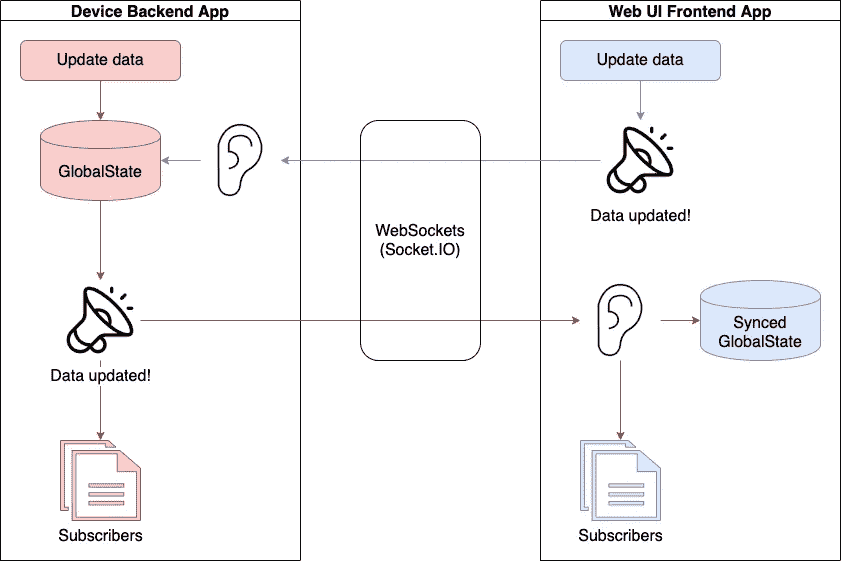 Device Backend App
Web UI Frontend App
Update data
Update data
GlobalState
Data updated!
WebSockets
(Socket.IO)
Synced
GlobalState
Data updated!
Subscribers
Subscribers